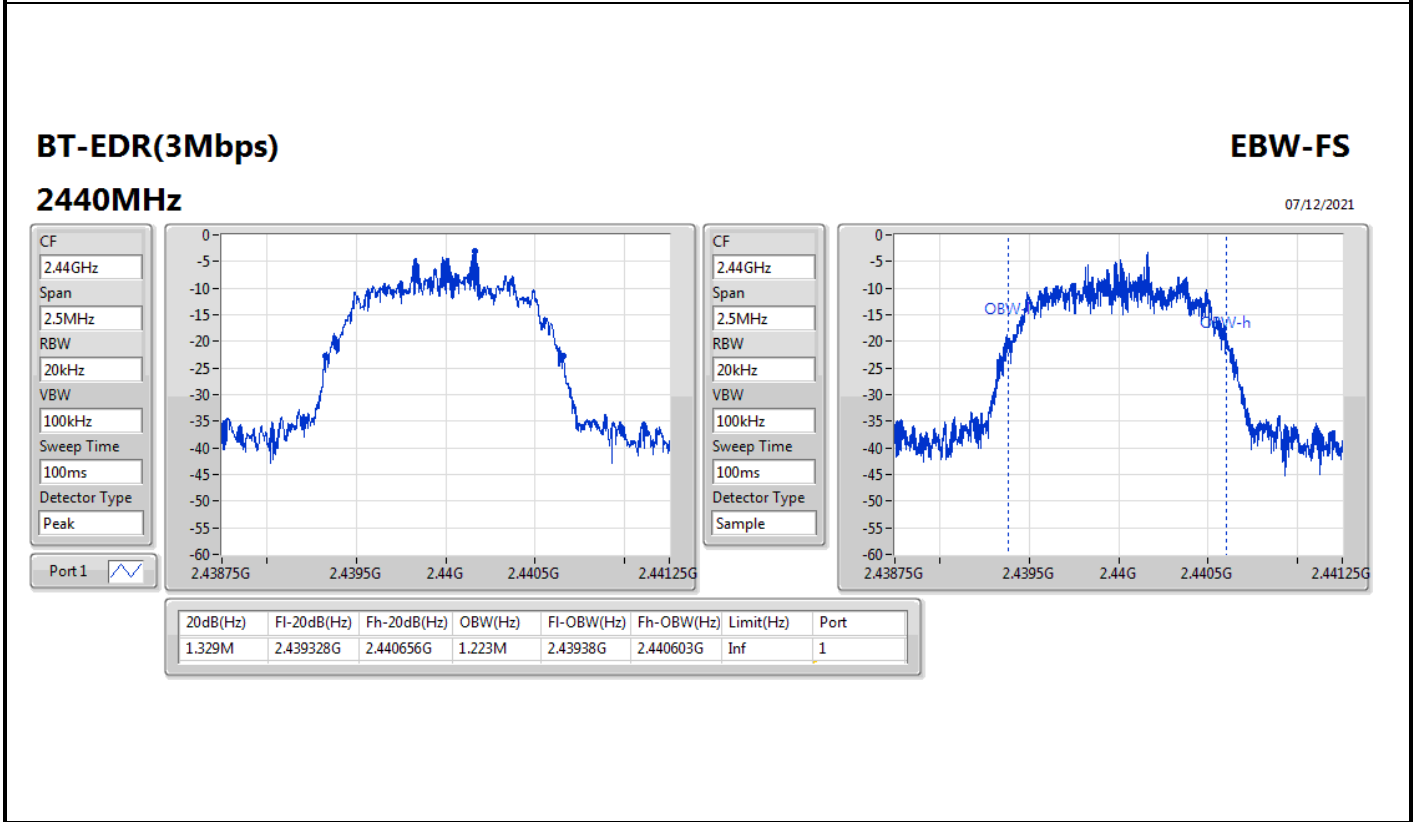 BT-EDR(3Mbps)
EBW-FS
2440MHz
07/12/2021
CF
2.44GHz
Span
2.5MHz
RBW
20kHz
VBW
100kHz
Sweep Time
100ms
Detector Type
Peak
Port 1
0
-5
-10
-15
-20
-25
-30
-35
-40
-45
-50
-55
-60
2.43875G 2.4395G 2.44G 2.4405G 2.44125G
CF
2.44GHz
Span
2.5MHz
RBW
20kHz
VBW
100kHz
Sweep Time
100ms
Detector Type
Sample
0
-5
-10
-15
-20
-25
-30
-35
-40
-45
-50
-55
-60
OBW-h
2.43875G 2.4395G 2.44G 2.4405G 2.44125G
20dB(Hz) Fl-20dB(Hz) Fh-20dB(Hz) OBW(Hz) Fl-OBW(Hz) Fh-OBW(Hz) Limit(Hz) Port
1.329M 2.439328G 2.440656G 1.223M 2.43938G 2.440603G Inf 1